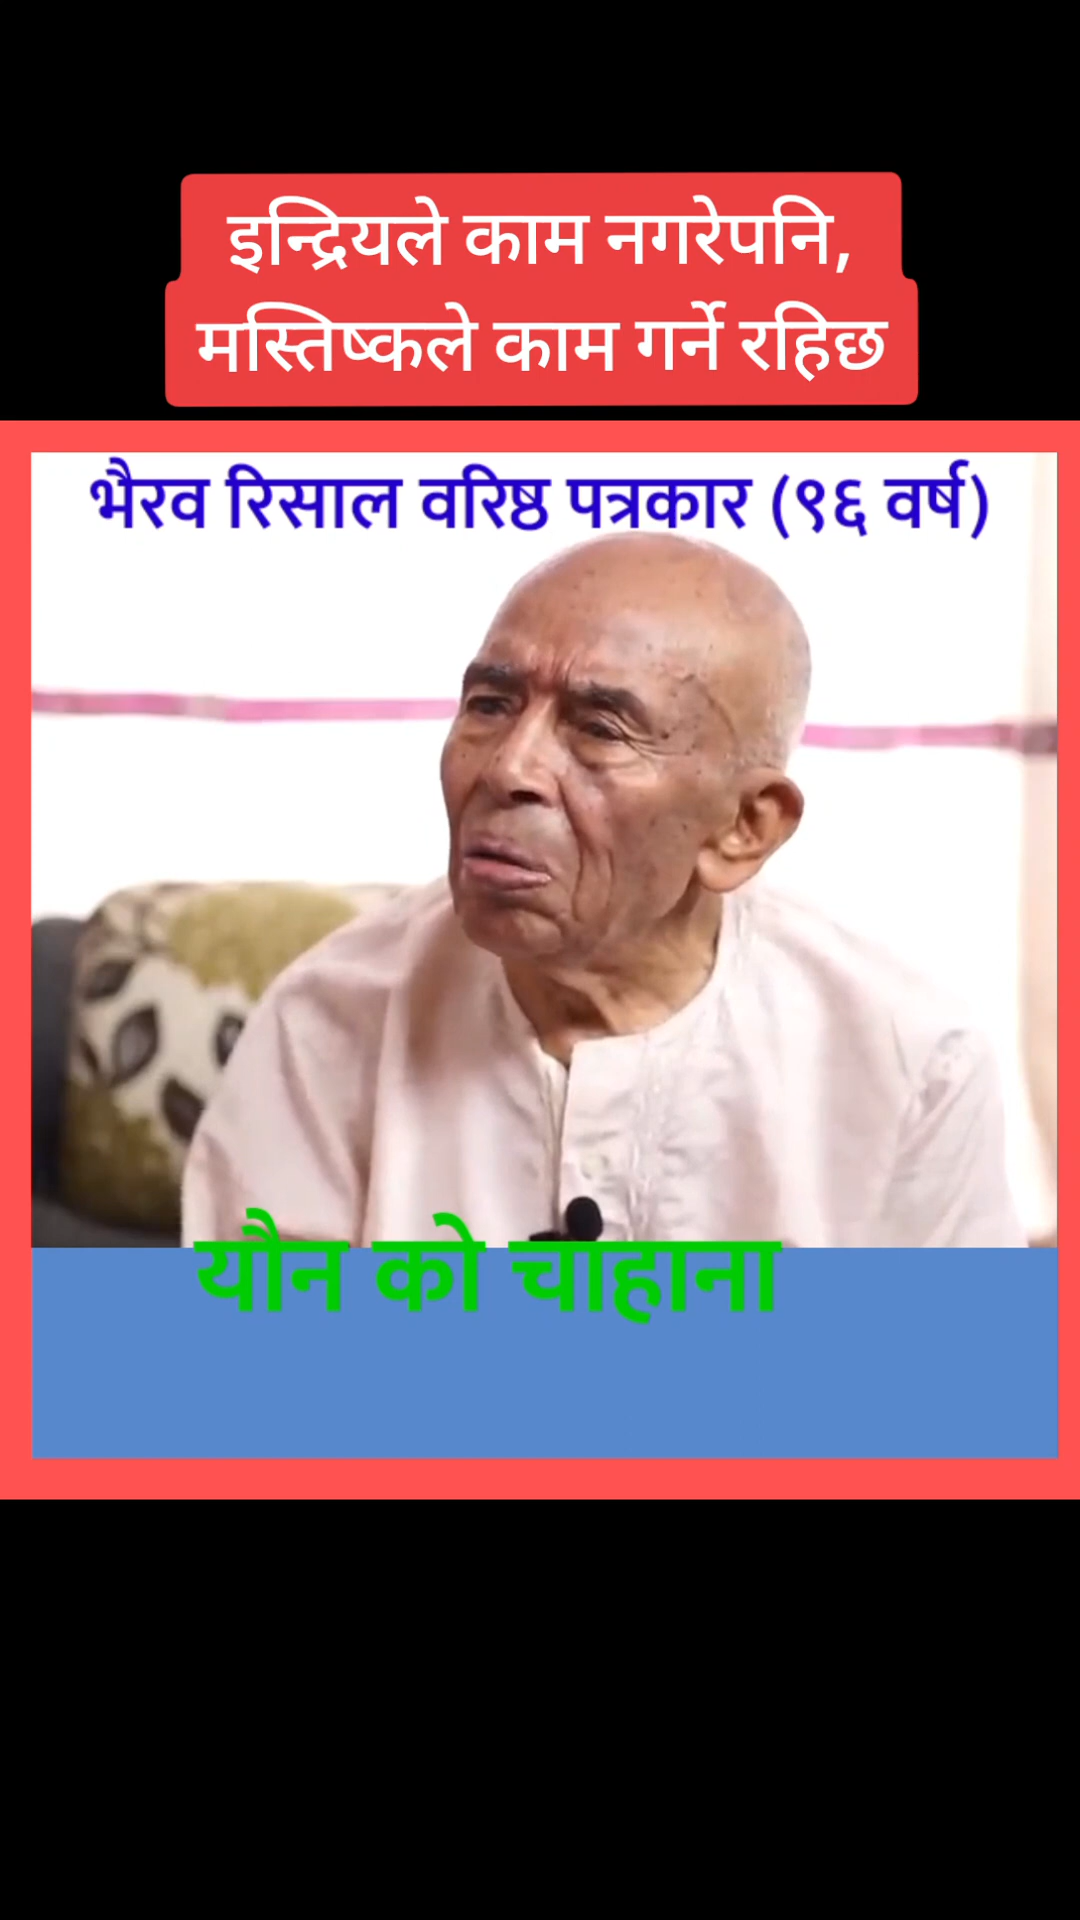 इन्द्रियले काम नगरेपनि,
मस्तिष्कले काम गर्ने रहिछ
भैरव रिसाल वरिष्ठ पत्रकार (९६ वर्ष)
यौन को चाहाना